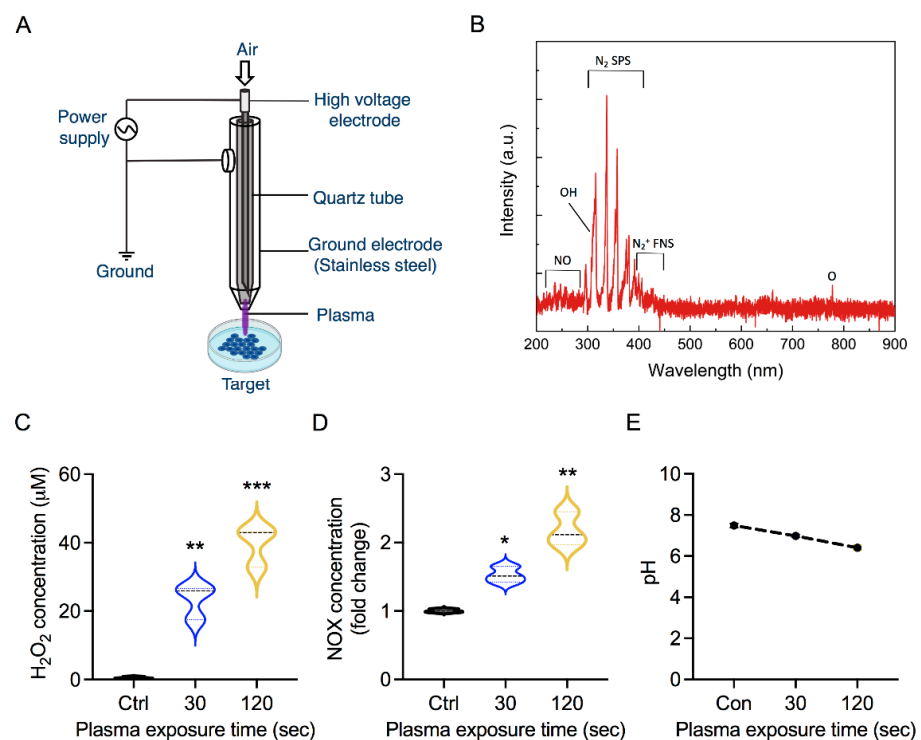 A
Air
High voltage
electrode
Power
supply
Quartz tube
Ground electrode
(Stainless steel)
Ground
Plasma
Target
B
N₂ SPS
OH
N₂⁺ FNS
NO
O
Intensity (a.u.)
200 300 400 500 600 700 800 900
Wavelength (nm)
C
H₂O₂ concentration (μM)
60
40
20
0
**
***
Ctrl 30 120
Plasma exposure time (sec)
D
NOX concentration
(fold change)
3
2
1
0
*
**
Ctrl 30 120
Plasma exposure time (sec)
E
pH
10
8
6
4
2
0
Con 30 120
Plasma exposure time (sec)